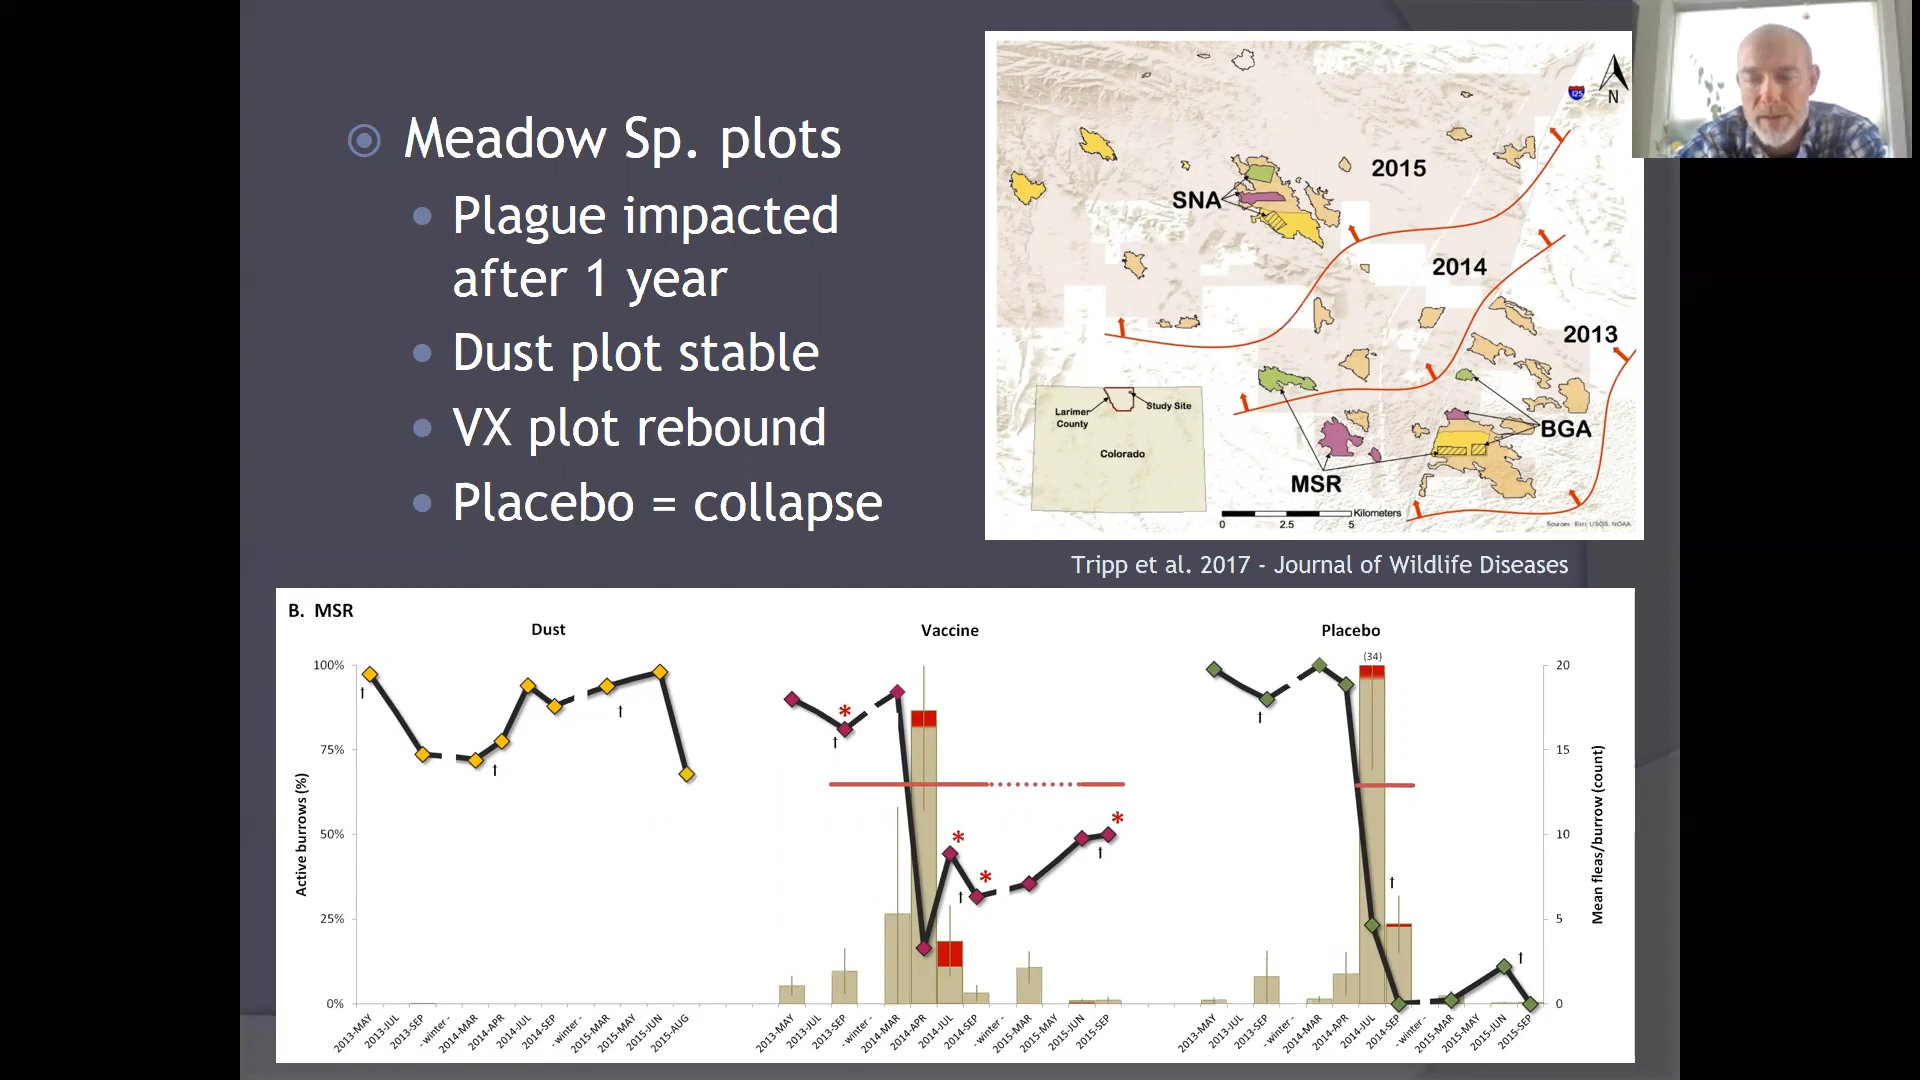 Meadow Sp. plots
Plague impacted
after 1 year
Dust plot stable
VX plot rebound
Placebo = collapse
125
N
2015
SNA
2014
2013
Larimer
County
Study Site
Colorado
BGA
MSR
Kilometers
0 2.5 5
Sources: Esri, USGS, NOAA
Tripp et al. 2017 - Journal of Wildlife Diseases
B. MSR
Dust
Vaccine
Placebo
(34)
100%
75%
50%
25%
0%
Active burrows (%)
†
†
†
*
†
*
†
*
†
*
†
†
†
20
15
10
5
0
Mean fleas/burrow (count)
2013-MAY
2013-JUL
2013-SEP
- winter -
2014-MAR
2014-APR
2014-JUL
2014-SEP
- winter -
2015-MAR
2015-MAY
2015-JUN
2015-AUG
2013-MAY
2013-JUL
2013-SEP
- winter -
2014-MAR
2014-APR
2014-JUL
2014-SEP
- winter -
2015-MAR
2015-MAY
2015-JUN
2015-SEP
2013-MAY
2013-JUL
2013-SEP
- winter -
2014-MAR
2014-APR
2014-JUL
2014-SEP
- winter -
2015-MAR
2015-MAY
2015-JUN
2015-SEP